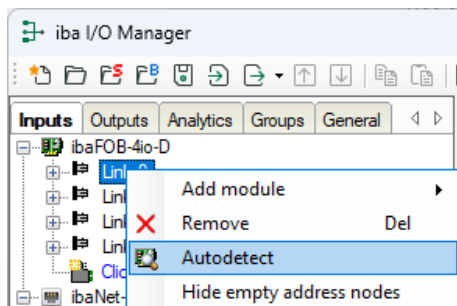 iba I/O Manager
Inputs Outputs Analytics Groups General
ibaFOB-4io-D
Add module
Remove Del
Autodetect
Hide empty address nodes